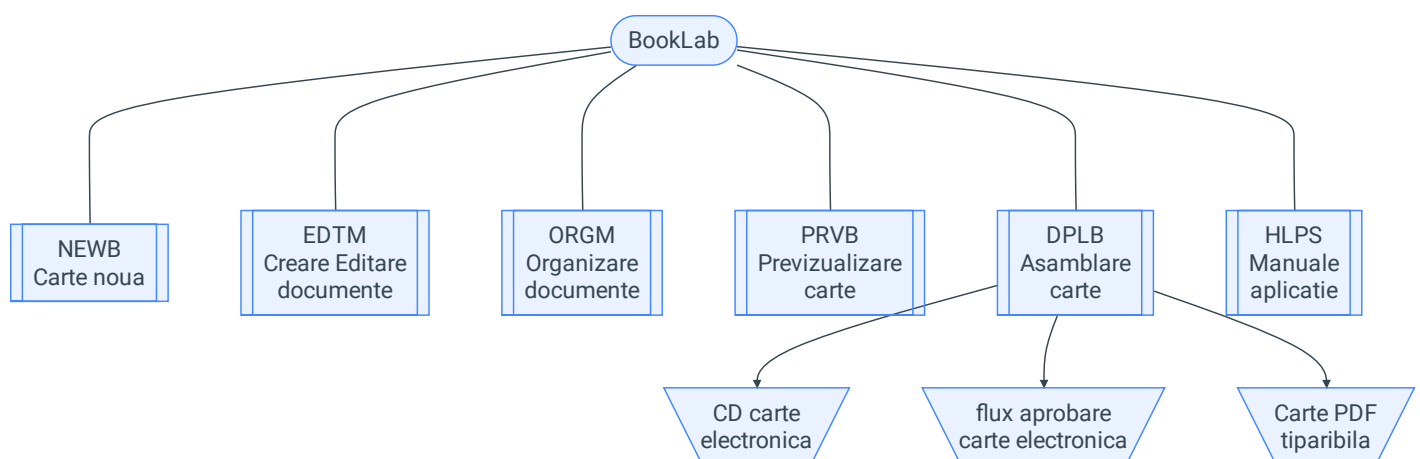 BookLab
NEWB
Carte noua
EDTM
Creare Editare
documente
ORGM
Organizare
documente
PRVB
Previzualizare
carte
DPLB
Asamblare
carte
HLPS
Manuale
aplicatie
CD carte
electronica
flux aprobare
carte electronica
Carte PDF
tiparibila